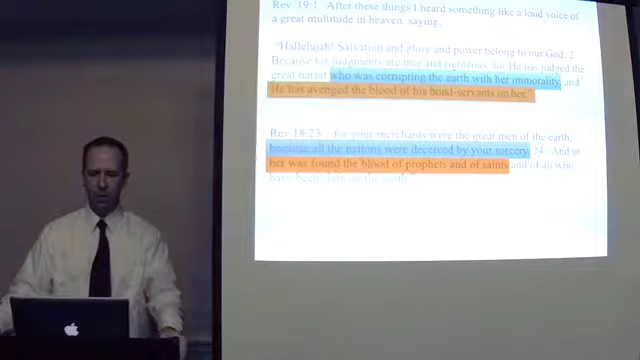 Rev 19:1 After these things I heard something like a loud voice of
a great multitude in heaven, saying,
"Hallelujah! Salvation and glory and power belong to our God, 2
Because his judgments are true and righteous for He has judged the
great harlot who was corrupting the earth with her immorality, and
He has avenged the blood of his bond-servants on her."
Rev 18:23 for your merchants were the great men of the earth,
because all the nations were deceived by your sorcery. 24 And in
her was found the blood of prophets and of saints and of all who
have been slain on the earth."